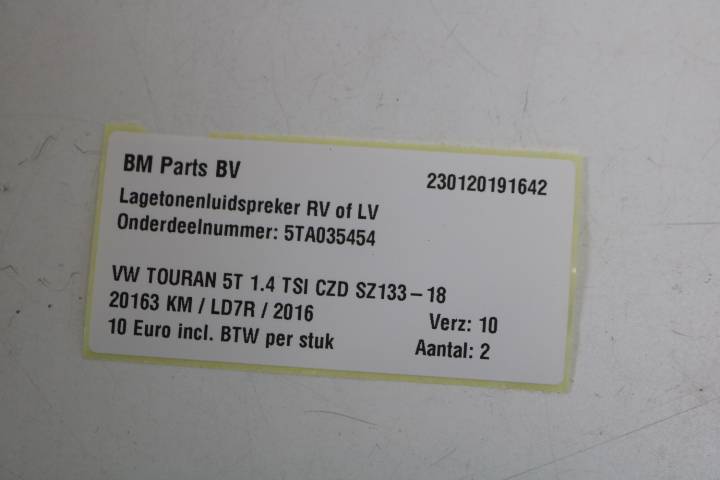 BM Parts BV
230120191642
Lagetonenluidspreker RV of LV
Onderdeelnummer: 5TA035454
VW TOURAN 5T 1.4 TSI CZD SZ133-18
20163 KM / LD7R / 2016
Verz: 10
10 Euro incl. BTW per stuk
Aantal: 2